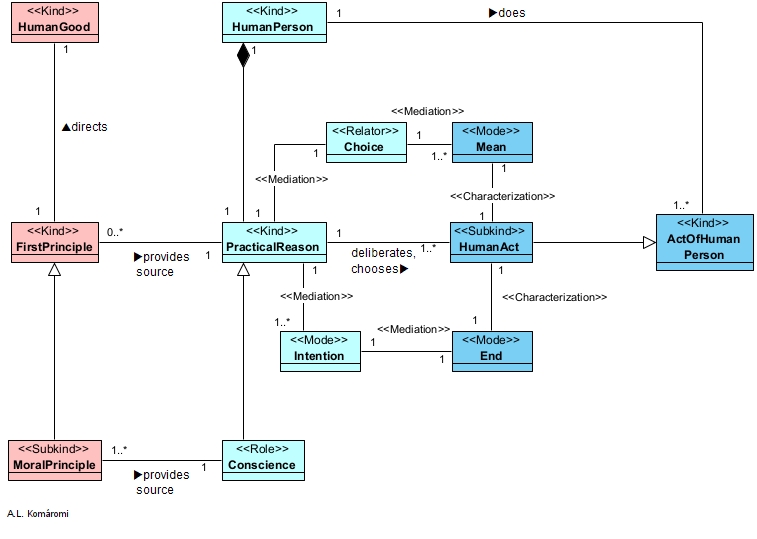 <<Kind>>
HumanGood
<<Kind>>
HumanPerson
1
▶does
1
1
▲directs
<<Mediation>>
<<Relator>>
Choice
1
<<Mode>>
Mean
1
1..*
1
<<Mediation>>
<<Characterization>>
1
1
1
1
1..*
<<Kind>>
FirstPrinciple
0..*
▶provides
source
1
<<Kind>>
PracticalReason
1
deliberates,
chooses▶
1..*
<<Subkind>>
HumanAct
<<Kind>>
ActOfHuman
Person
1
1
<<Mediation>>
<<Characterization>>
1..*
1
<<Mediation>>
<<Mode>>
Intention
1
1
<<Mode>>
End
<<Subkind>>
MoralPrinciple
1..*
▶provides
source
1
<<Role>>
Conscience
A.L. Komáromi